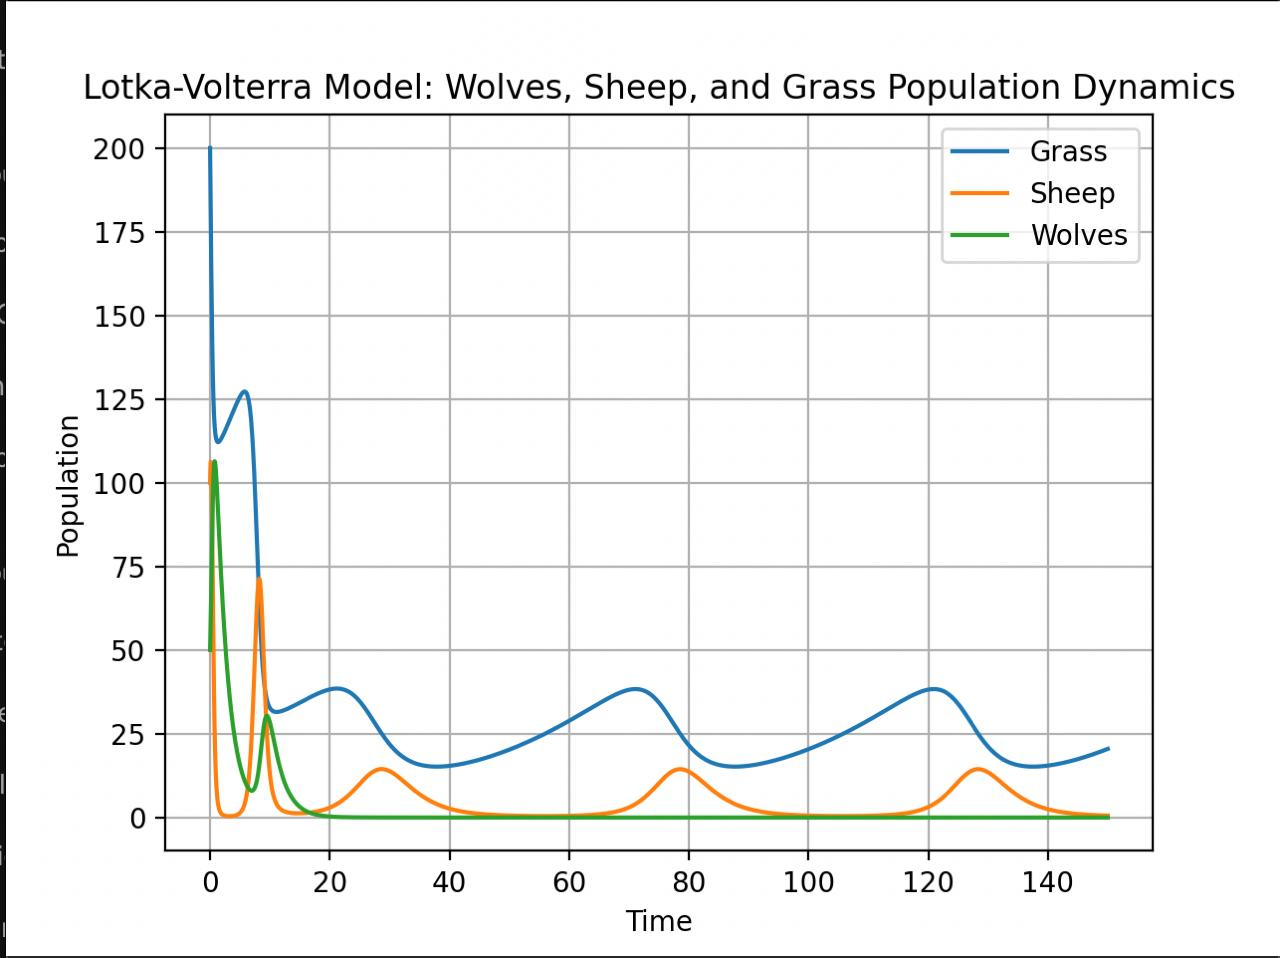 Lotka-Volterra Model: Wolves, Sheep, and Grass Population Dynamics
Grass
Sheep
Wolves
200
175
150
125
100
75
50
25
0
Population
0 20 40 60 80 100 120 140
Time